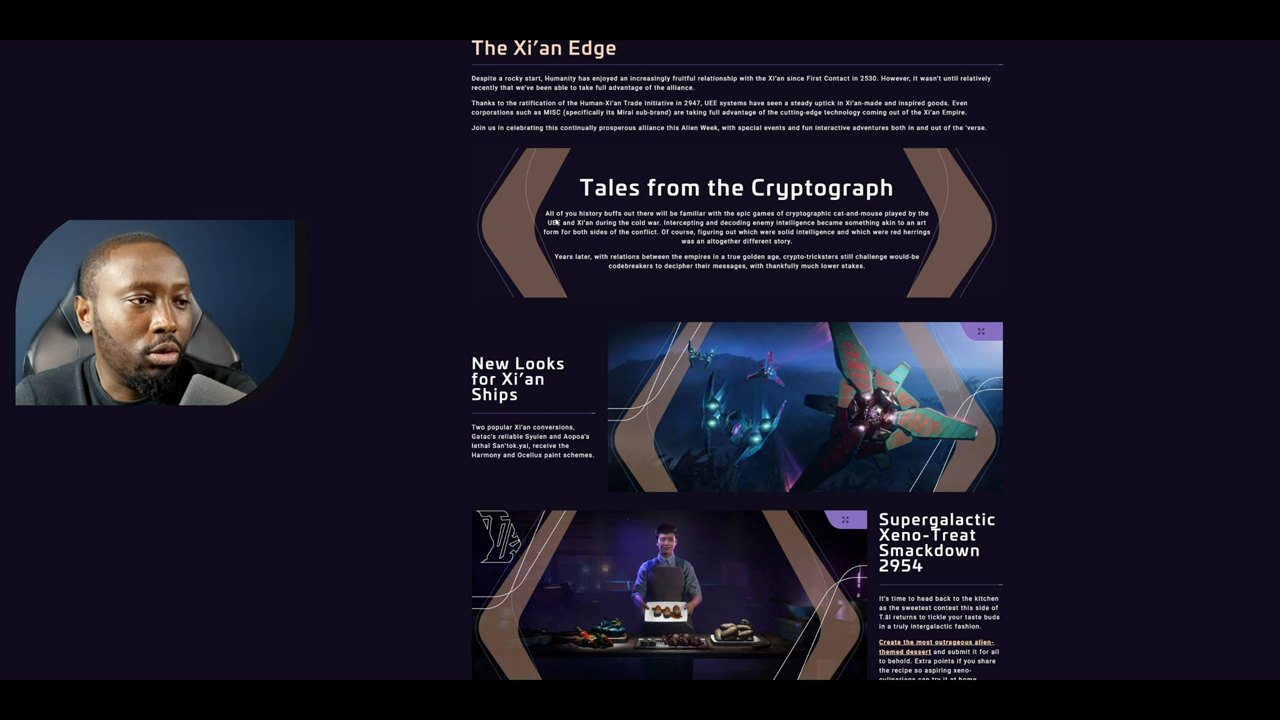 The Xi'an Edge
Despite a rocky start, Humanity has enjoyed an increasingly fruitful relationship with the Xi'an since First Contact in 2530. However, it wasn't until relatively
recently that we've been able to take full advantage of the alliance.
Thanks to the ratification of the Human-Xi'an Trade Initiative in 2947, UEE systems have seen a steady uptick in Xi'an-made and inspired goods. Even
corporations such as MISC (specifically its Mirai sub-brand) are taking full advantage of the cutting-edge technology coming out of the Xi'an Empire.
Join us in celebrating this continually prosperous alliance this Alien Week, with special events and fun interactive adventures both in and out of the 'verse.
Tales from the Cryptograph
All of you history buffs out there will be familiar with the epic games of cryptographic cat-and-mouse played by the
UEE and Xi'an during the cold war. Intercepting and decoding enemy intelligence became something akin to an art
form for both sides of the conflict. Of course, figuring out which were solid intelligence and which were red herrings
was an altogether different story.
Years later, with relations between the empires in a true golden age, crypto-tricksters still challenge would-be
codebreakers to decipher their messages, with thankfully much lower stakes.
New Looks
for Xi'an
Ships
Two popular Xi'an conversions,
Gatac's reliable Syulen and Aopoa's
lethal San'tok.yai, receive the
Harmony and Ocellus paint schemes.
Supergalactic
Xeno-Treat
Smackdown
2954
It's time to head back to the kitchen
as the sweetest contest this side of
T.āl returns to tickle your taste buds
in a truly intergalactic fashion.
Create the most outrageous alien-
themed dessert and submit it for all
to behold. Extra points if you share
the recipe so aspiring xeno-
culinarians can try it at home.